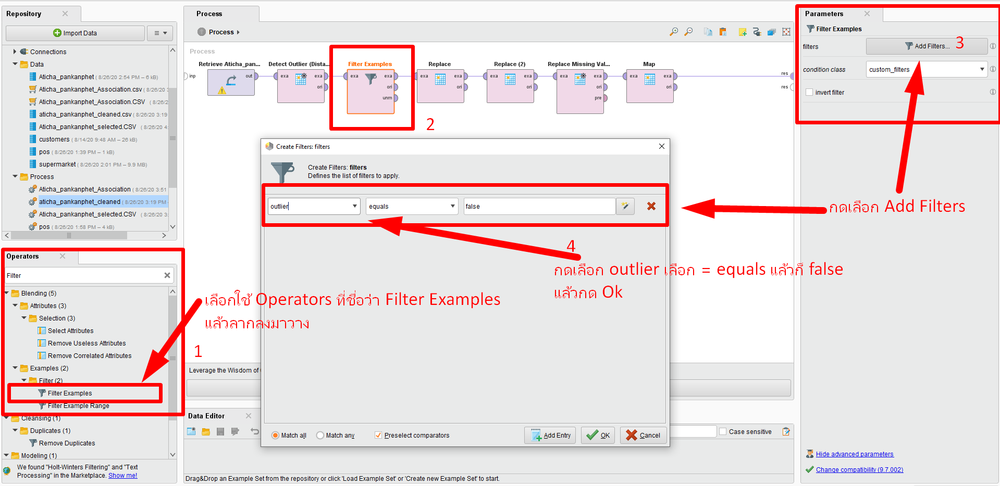 Repository
Import Data
Connections
Data
Aticha_pankanphet ( 8/26/20 2:54 PM – 6 kB)
Aticha_pankanphet_Association.csv ( 8/26/20 3:
Aticha_pankanphet_Association.CSV ( 8/26/2
aticha_pankanphet_cleaned.csv ( 8/26/20 3:19
Aticha_pankanphet_selected.CSV ( 8/26/20 4:
customers ( 8/14/20 9:48 AM – 26 kB)
pos ( 8/26/20 1:39 PM – 1 kB)
supermarket ( 8/26/20 2:01 PM – 9.9 MB)
Process
Aticha_pankanphet_Association ( 8/26/20 3:51
aticha_pankanphet_cleaned ( 8/26/20 3:19 PM -
Aticha_pankanphet_selected.CSV ( 8/26/20 3:
pos ( 8/26/20 1:58 PM – 4 kB)
Operators
Filter
Blending (5)
Attributes (3)
Selection (3)
Select Attributes
Remove Useless Attributes
Remove Correlated Attributes
Examples (2)
Filter (2)
Filter Examples
Filter Example Range
Cleansing (1)
Duplicates (1)
Remove Duplicates
Modeling (1)
We found "Holt-Winters Filtering" and "Text
Processing" in the Marketplace. Show me!
Process
Process
Process
inp
Retrieve Aticha_pan...
out
Detect Outlier (Dista...
exa exa
ori
Filter Examples
exa exa
ori
unm
Replace
exa exa
ori
Replace (2)
exa exa
ori
Replace Missing Val...
exa exa
ori
pre
Map
exa exa
ori
res
res
2
Create Filters: filters
Create Filters: filters
Defines the list of filters to apply.
outlier equals false
Match all Match any Preselect comparators Add Entry OK Cancel
4
กดเลือก outlier เลือก = equals แล้วก็ false
แล้วกด Ok
กดเลือก Add Filters
เลือกใช้ Operators ที่ชื่อว่า Filter Examples
แล้วลากลงมาวาง
1
Leverage the Wisdom of
Data Editor
Case sensitive
Drag&Drop an Example Set from the repository or click 'Load Example Set' or 'Create new Example Set' to start.
Parameters
Filter Examples
filters Add Filters... 3
condition class custom_filters
invert filter
Hide advanced parameters
Change compatibility (9.7.002)